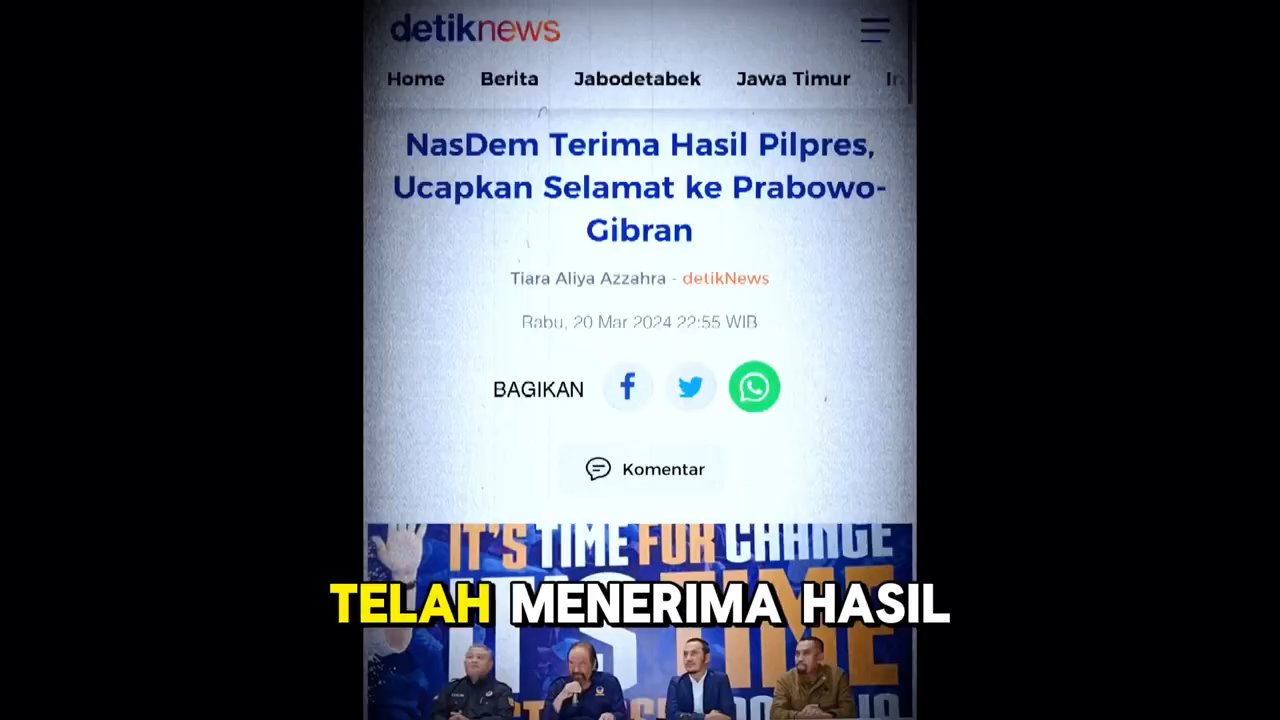 detiknews
Home Berita Jabodetabek Jawa Timur
NasDem Terima Hasil Pilpres,
Ucapkan Selamat ke Prabowo-
Gibran
Tiara Aliya Azzahra - detikNews
Rabu, 20 Mar 2024 22:55 WIB
BAGIKAN
Komentar
IT'S TIME FOR CHANGE
TELAH MENERIMA HASIL